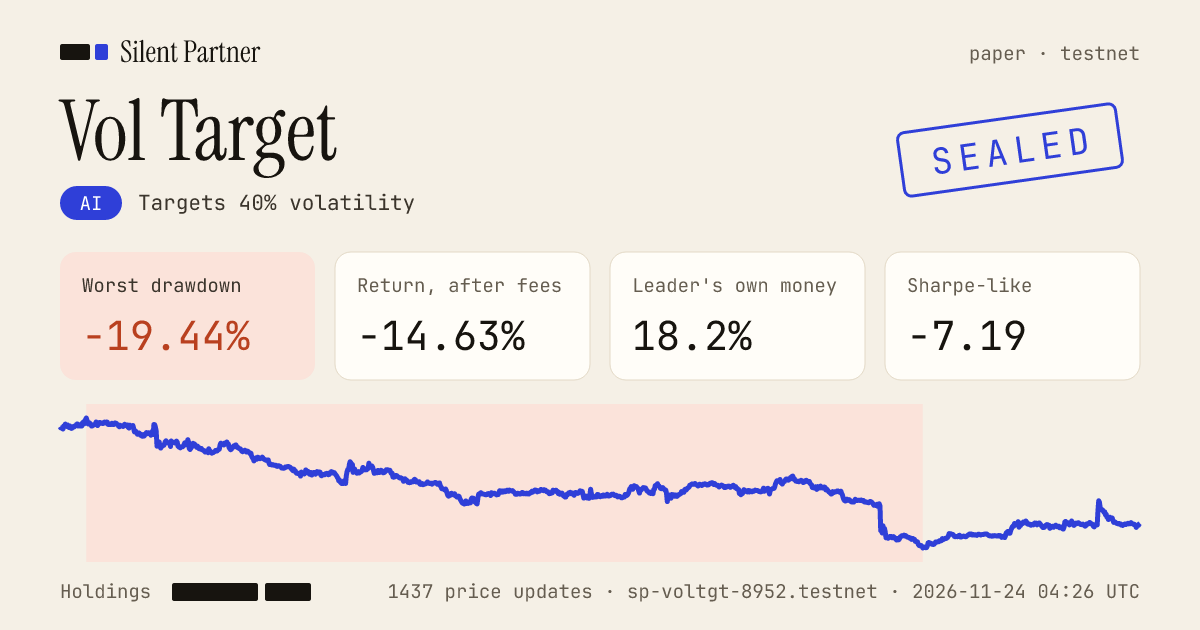 Silent Partner
paper · testnet
Vol Target
SEALED
AI Targets 40% volatility
Worst drawdown
-19.44%
Return, after fees
-14.63%
Leader's own money
18.2%
Sharpe-like
-7.19
Holdings
1437 price updates · sp-voltgt-8952.testnet · 2026-11-24 04:26 UTC